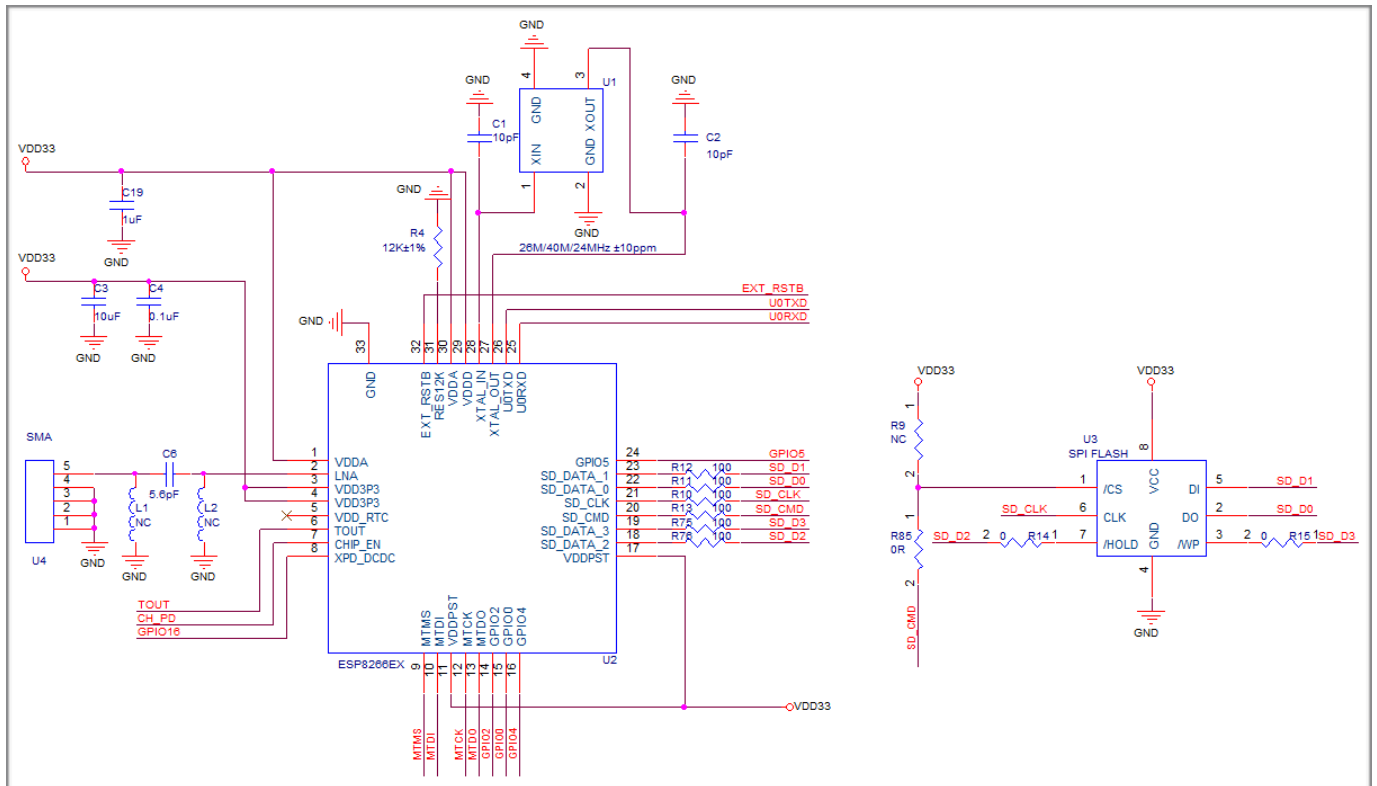 GND
4
3
U1
GND
XOUT
XIN
GND
1
2
GND
GND
C1
10pF
GND
C2
10pF
26M/40M/24MHz ±10ppm
VDD33
C19
1uF
GND
VDD33
C3
10uF
GND
C4
0.1uF
GND
GND
R4
12K±1%
EXT_RSTB
U0TXD
U0RXD
GND
33
32
31
30
29
28
27
26
25
GND
EXT_RSTB
RES12K
VDDA
VDDD
XTAL_IN
XTAL_OUT
U0TXD
U0RXD
SMA
5
4
3
2
1
U4
GND
C6
5.6pF
L1
NC
GND
L2
NC
GND
1 VDDA
2 LNA
3 VDD3P3
4 VDD3P3
5 VDD_RTC
6 TOUT
7 CHIP_EN
8 XPD_DCDC
TOUT
CH_PD
GPIO16
GPIO5 24 GPIO5
SD_DATA_1 23 R12 100 SD_D1
SD_DATA_0 22 R11 100 SD_D0
SD_CLK 21 R10 100 SD_CLK
SD_CMD 20 R13 100 SD_CMD
SD_DATA_3 19 R75 100 SD_D3
SD_DATA_2 18 R76 100 SD_D2
VDDPST 17
MTMS
MTDI
VDDPST
MTCK
MTDO
GPIO2
GPIO0
GPIO4
ESP8266EX
U2
9
10
11
12
13
14
15
16
MTMS
MTDI
MTCK
MTDO
GPIO2
GPIO0
GPIO4
VDD33
VDD33
1
R9
NC
2
1
R85
0R
2
SD_CMD
VDD33
U3
SPI FLASH
8
VCC
1 /CS
DI 5 SD_D1
SD_CLK 6 CLK
DO 2 SD_D0
SD_D2 2 0 R14 1 7 /HOLD
/WP 3 2 0 R15 1 SD_D3
GND
4
GND